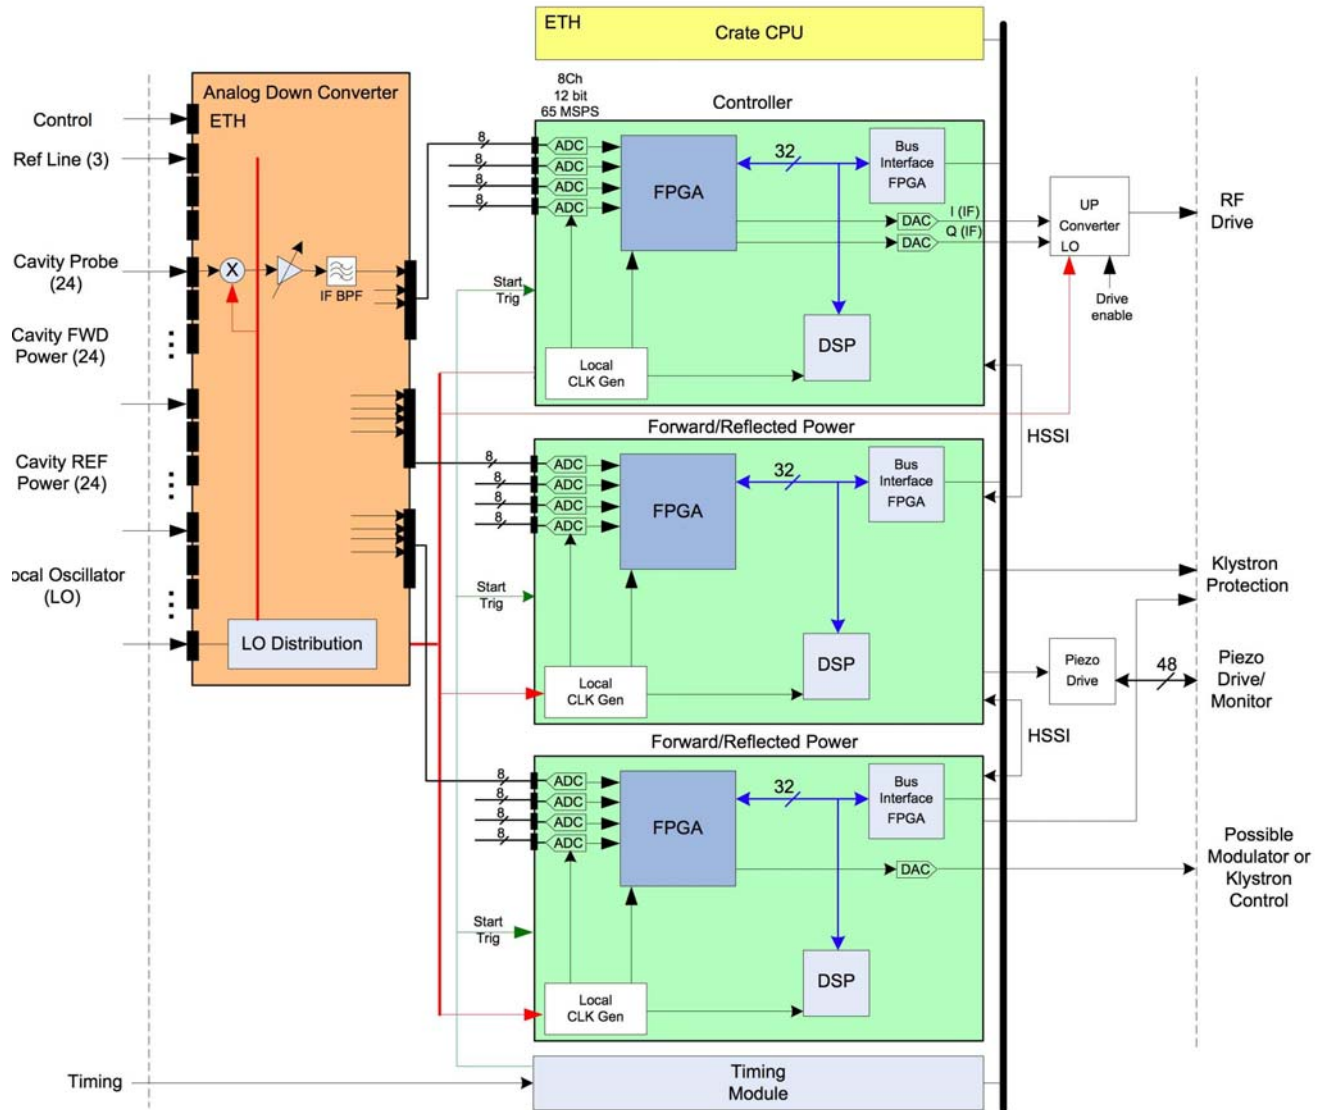 ETH
Crate CPU
Analog Down Converter
ETH
8Ch
12 bit
65 MSPS
Controller
Control
Ref Line (3)
Cavity Probe
(24)
Cavity FWD
Power (24)
Cavity REF
Power (24)
ocal Oscillator
(LO)
X
IF BPF
LO Distribution
8
8
8
8
ADC
ADC
ADC
ADC
FPGA
32
Bus
Interface
FPGA
DAC
DAC
I (IF)
Q (IF)
UP
Converter
LO
RF
Drive
Drive
enable
Start
Trig
Local
CLK Gen
DSP
HSSI
Forward/Reflected Power
8
8
8
8
ADC
ADC
ADC
ADC
FPGA
32
Bus
Interface
FPGA
Start
Trig
Local
CLK Gen
DSP
Klystron
Protection
Piezo
Drive
48
Piezo
Drive/
Monitor
HSSI
Forward/Reflected Power
8
8
8
8
ADC
ADC
ADC
ADC
FPGA
32
Bus
Interface
FPGA
DAC
Possible
Modulator or
Klystron
Control
Start
Trig
Local
CLK Gen
DSP
Timing
Timing
Module